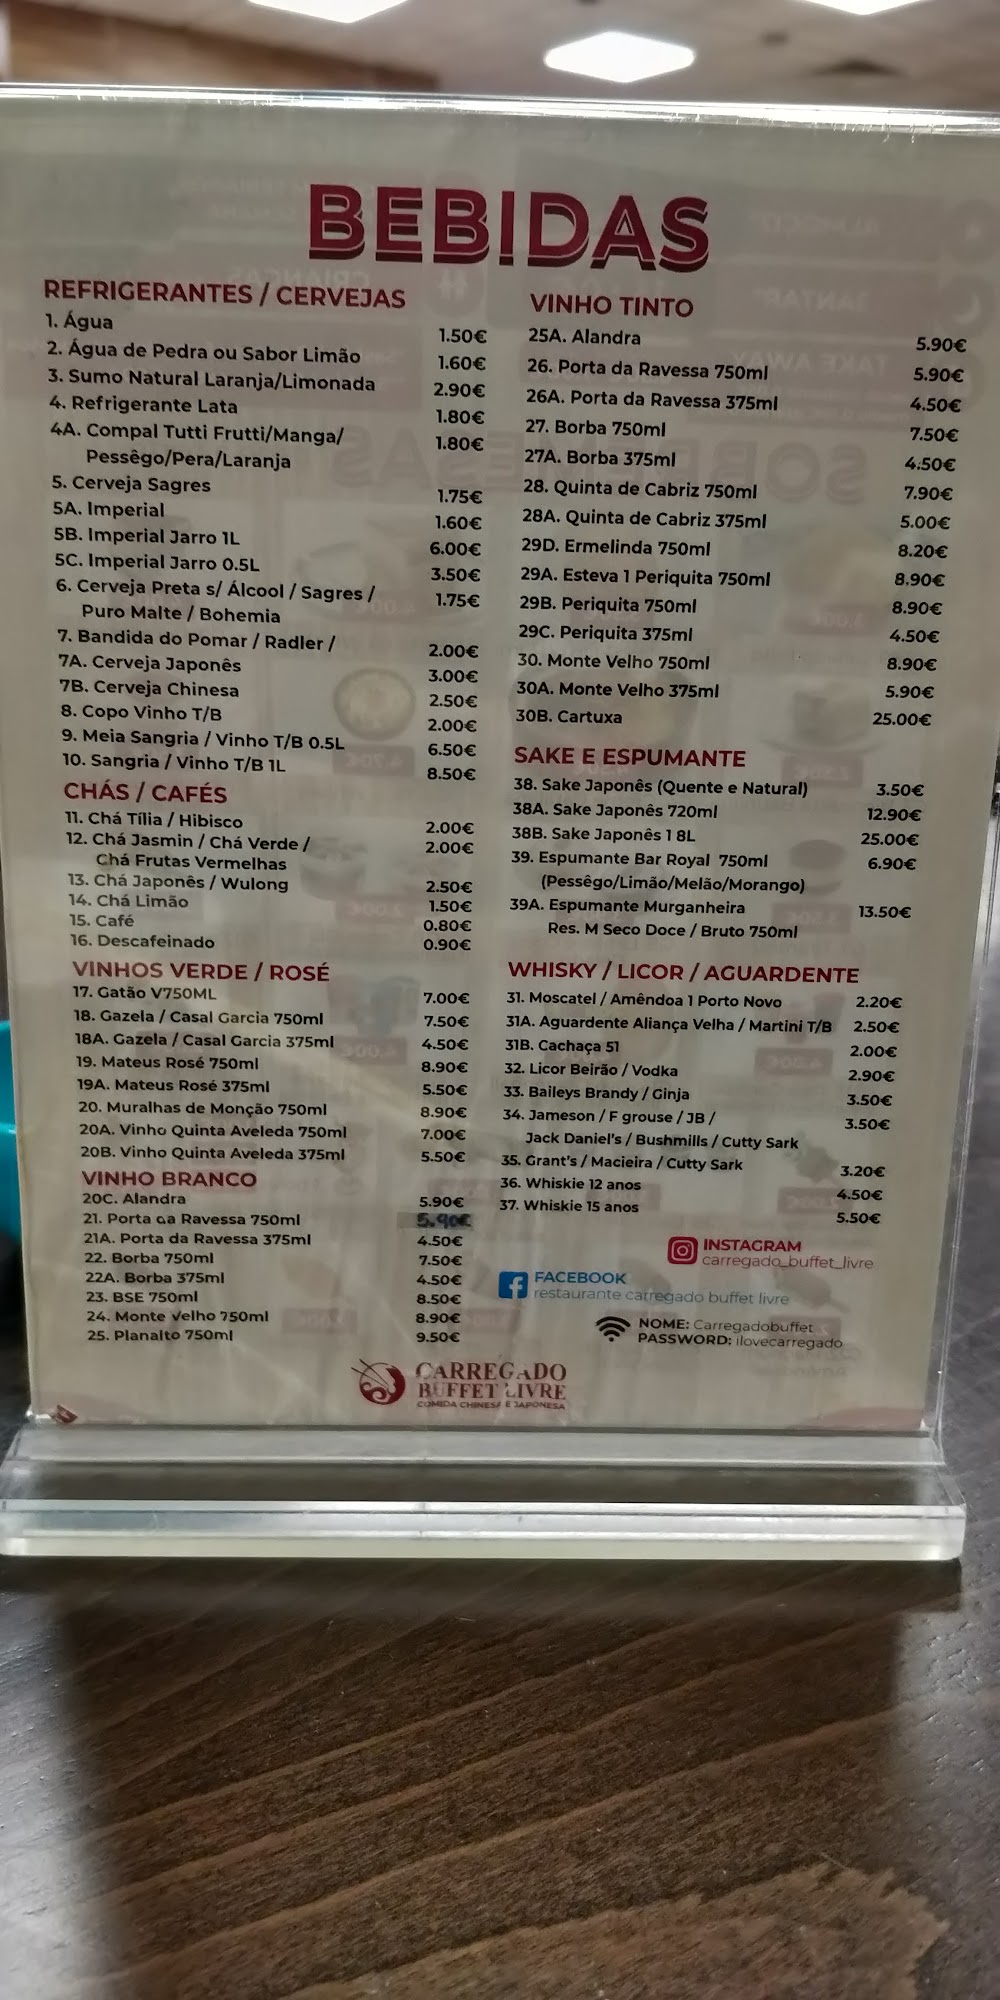 BEBIDAS
REFRIGERANTES / CERVEJAS
1. Água 1.50€
2. Água de Pedra ou Sabor Limão 1.60€
3. Sumo Natural Laranja/Limonada 2.90€
4. Refrigerante Lata 1.80€
4A. Compal Tutti Frutti/Manga/ 1.80€
Pessêgo/Pera/Laranja
5. Cerveja Sagres 1.75€
5A. Imperial 1.60€
5B. Imperial Jarro 1L 6.00€
5C. Imperial Jarro 0.5L 3.50€
6. Cerveja Preta s/ Álcool / Sagres / 1.75€
Puro Malte / Bohemia
7. Bandida do Pomar / Radler / 2.00€
7A. Cerveja Japonês 3.00€
7B. Cerveja Chinesa 2.50€
8. Copo Vinho T/B 2.00€
9. Meia Sangria / Vinho T/B 0.5L 6.50€
10. Sangria / Vinho T/B 1L 8.50€
CHÁS / CAFÉS
11. Chá Tília / Hibisco 2.00€
12. Chá Jasmin / Chá Verde / 2.00€
Chá Frutas Vermelhas
13. Chá Japonês / Wulong 2.50€
14. Chá Limão 1.50€
15. Café 0.80€
16. Descafeinado 0.90€
VINHOS VERDE / ROSÉ
17. Gatão V750ML 7.00€
18. Gazela / Casal Garcia 750ml 7.50€
18A. Gazela / Casal Garcia 375ml 4.50€
19. Mateus Rosé 750ml 8.90€
19A. Mateus Rosé 375ml 5.50€
20. Muralhas de Monção 750ml 8.90€
20A. Vinho Quinta Aveleda 750ml 7.00€
20B. Vinho Quinta Aveleda 375ml 5.50€
VINHO BRANCO
20C. Alandra 5.90€
21. Porta da Ravessa 750ml 5.90€
21A. Porta da Ravessa 375ml 4.50€
22. Borba 750ml 7.50€
22A. Borba 375ml 4.50€
23. BSE 750ml 8.50€
24. Monte Velho 750ml 8.90€
25. Planalto 750ml 9.50€
VINHO TINTO
25A. Alandra 5.90€
26. Porta da Ravessa 750ml 5.90€
26A. Porta da Ravessa 375ml 4.50€
27. Borba 750ml 7.50€
27A. Borba 375ml 4.50€
28. Quinta de Cabriz 750ml 7.90€
28A. Quinta de Cabriz 375ml 5.00€
29D. Ermelinda 750ml 8.20€
29A. Esteva 1 Periquita 750ml 8.90€
29B. Periquita 750ml 8.90€
29C. Periquita 375ml 4.50€
30. Monte Velho 750ml 8.90€
30A. Monte Velho 375ml 5.90€
30B. Cartuxa 25.00€
SAKE E ESPUMANTE
38. Sake Japonês (Quente e Natural) 3.50€
38A. Sake Japonês 720ml 12.90€
38B. Sake Japonês 1 8L 25.00€
39. Espumante Bar Royal 750ml 6.90€
(Pessêgo/Limão/Melão/Morango)
39A. Espumante Murganheira 13.50€
Res. M Seco Doce / Bruto 750ml
WHISKY / LICOR / AGUARDENTE
31. Moscatel / Amêndoa 1 Porto Novo 2.20€
31A. Aguardente Aliança Velha / Martini T/B 2.50€
31B. Cachaça 51 2.00€
32. Licor Beirão / Vodka 2.90€
33. Baileys Brandy / Ginja 3.50€
34. Jameson / F grouse / JB / 3.50€
Jack Daniel's / Bushmills / Cutty Sark
35. Grant's / Macieira / Cutty Sark 3.20€
36. Whiskie 12 anos 4.50€
37. Whiskie 15 anos 5.50€
INSTAGRAM
carregado_buffet_livre
FACEBOOK
restaurante carregado buffet livre
NOME: Carregadobuffet
PASSWORD: ilovecarregado
CARREGADO
BUFFET LIVRE
COMIDA CHINESA E JAPONESA